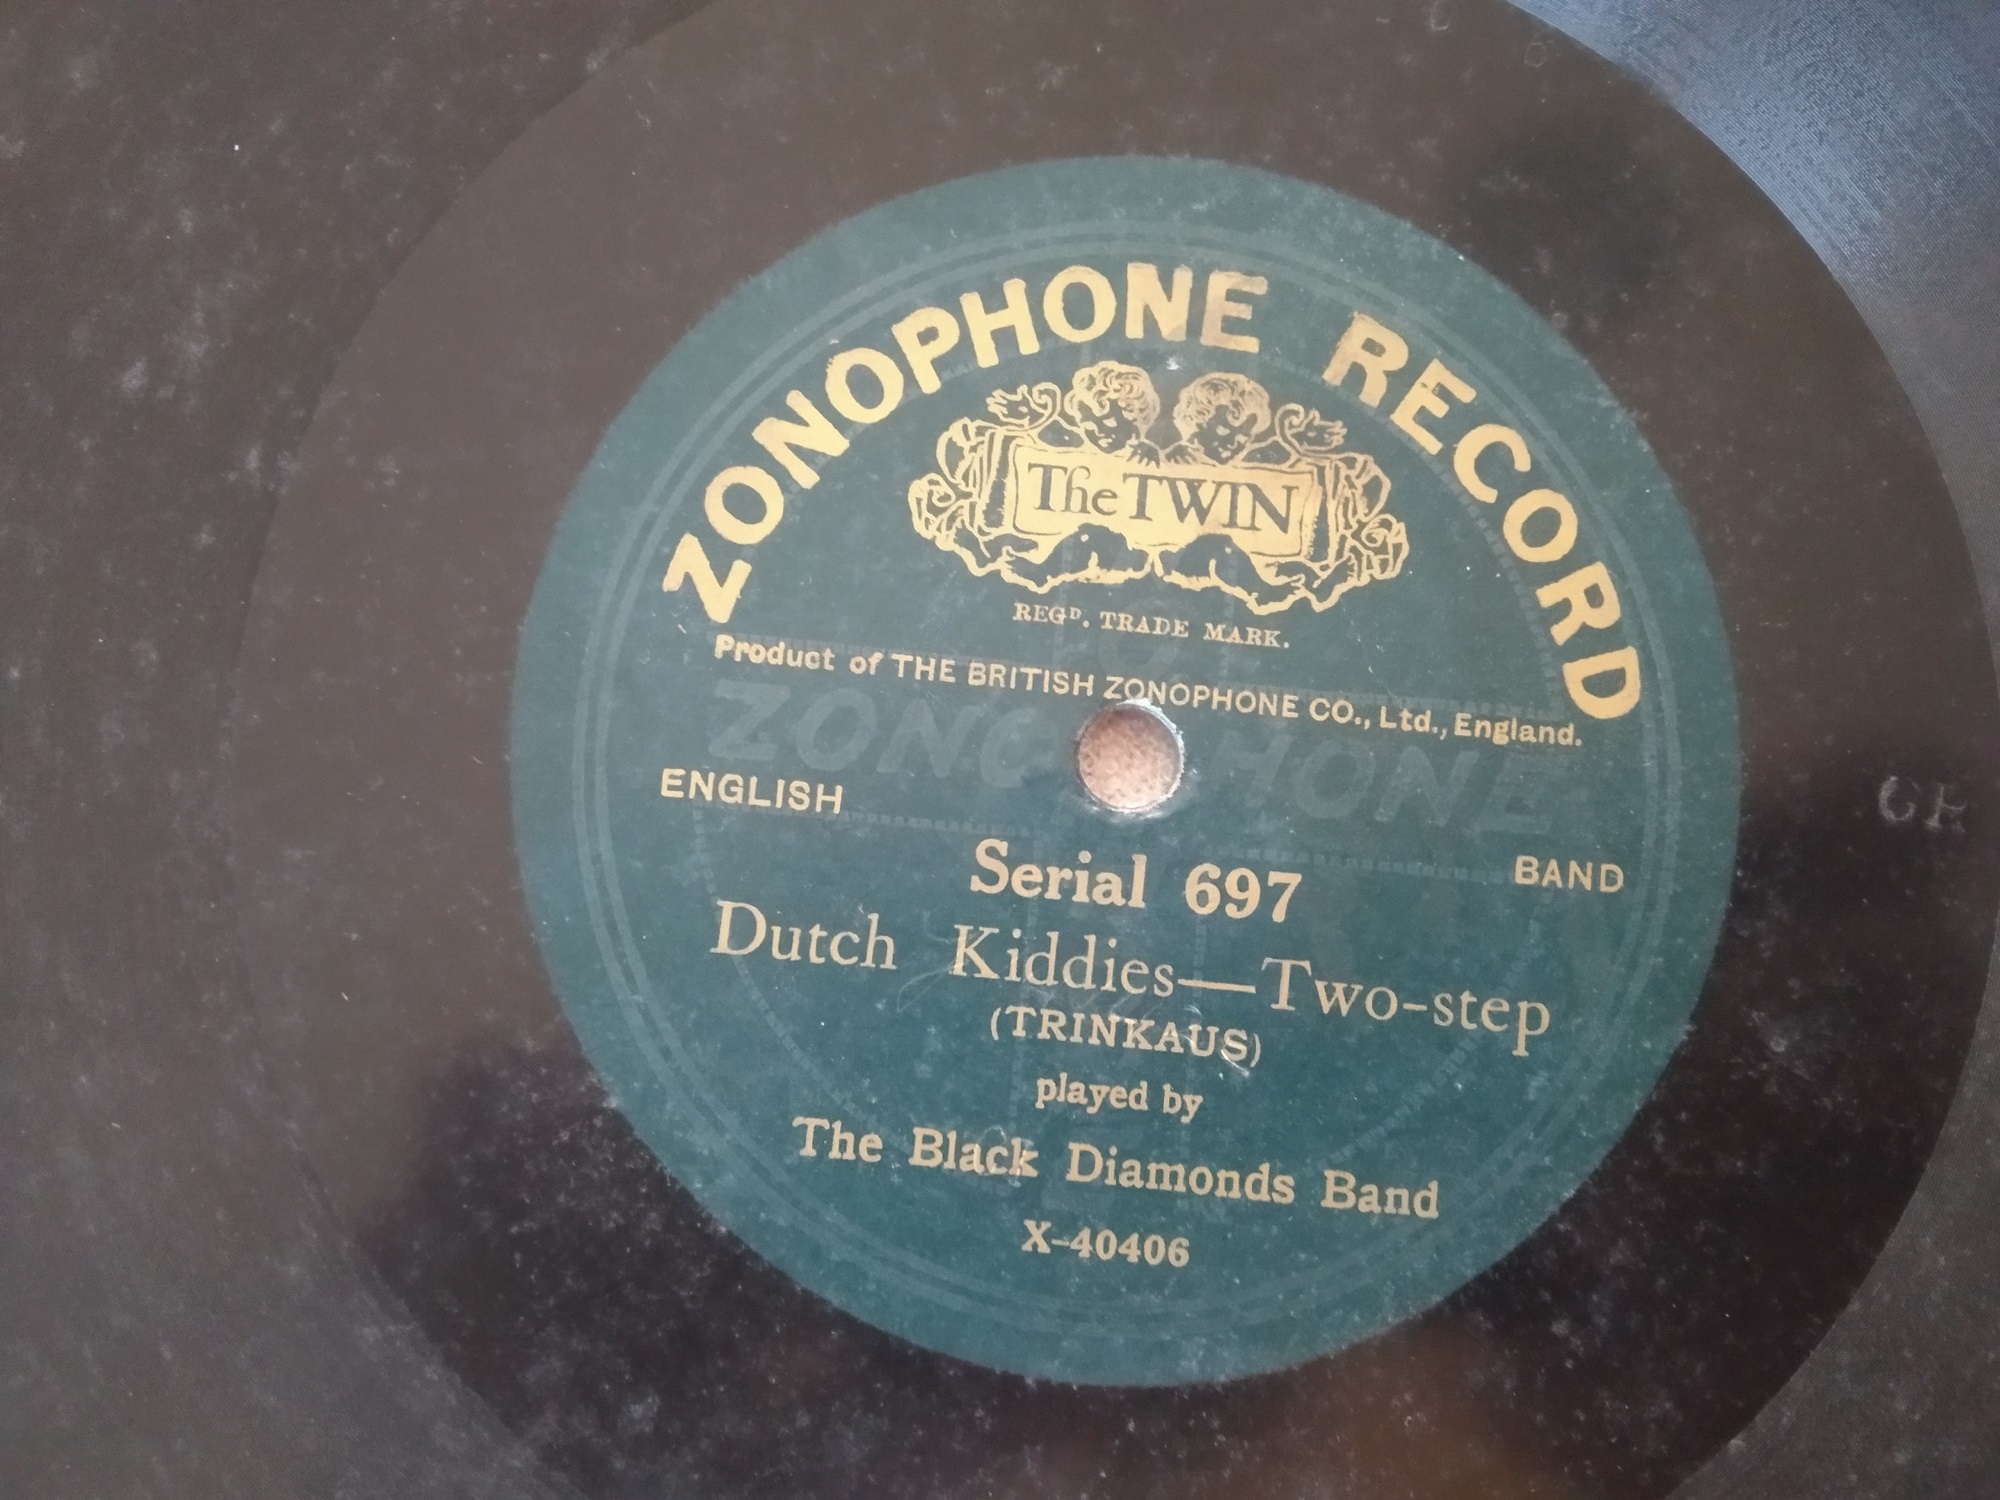 ZONOPHONE RECORD
The TWIN
REGD. TRADE MARK.
Product of THE BRITISH ZONOPHONE CO., Ltd., England.
ZONOPHONE
ENGLISH
BAND
Serial 697
Dutch Kiddies—Two-step
(TRINKAUS)
played by
The Black Diamonds Band
X-40406